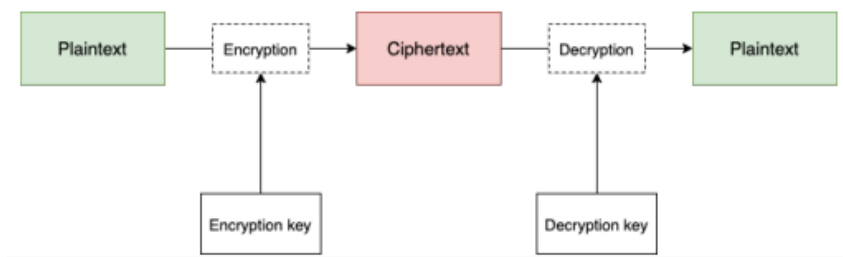 Plaintext
Encryption
Ciphertext
Decryption
Plaintext
Encryption key
Decryption key